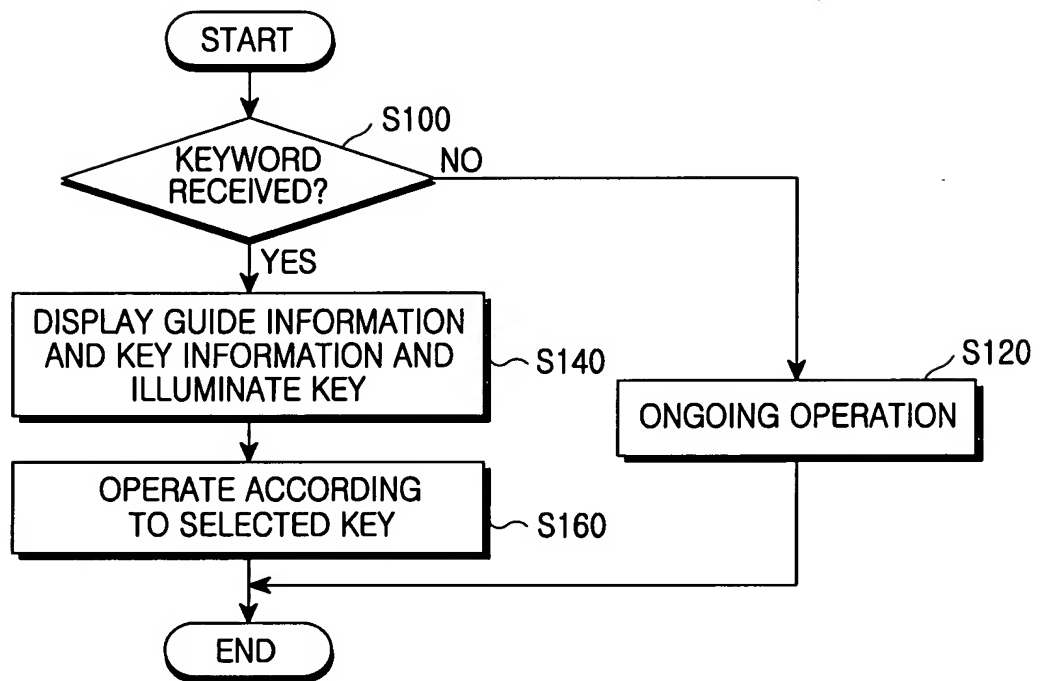 START
S100
KEYWORD
RECEIVED?
NO
YES
DISPLAY GUIDE INFORMATION
AND KEY INFORMATION AND
ILLUMINATE KEY
S140
S120
ONGOING OPERATION
OPERATE ACCORDING
TO SELECTED KEY
S160
END